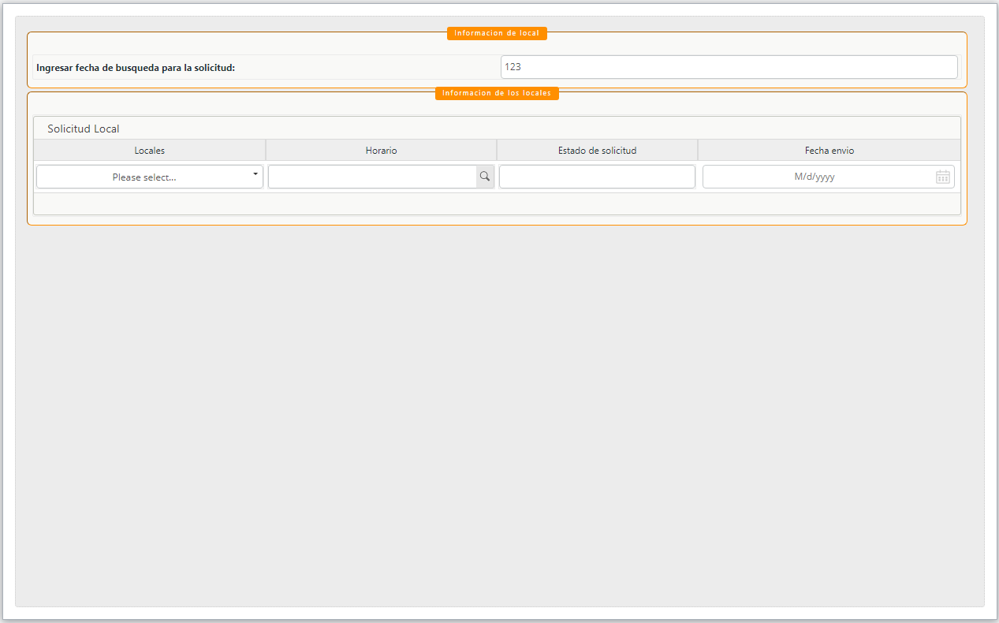 Informacion de local
Ingresar fecha de busqueda para la solicitud: 123
Informacion de los locales
Solicitud Local
Locales Horario Estado de solicitud Fecha envio
Please select... M/d/yyyy